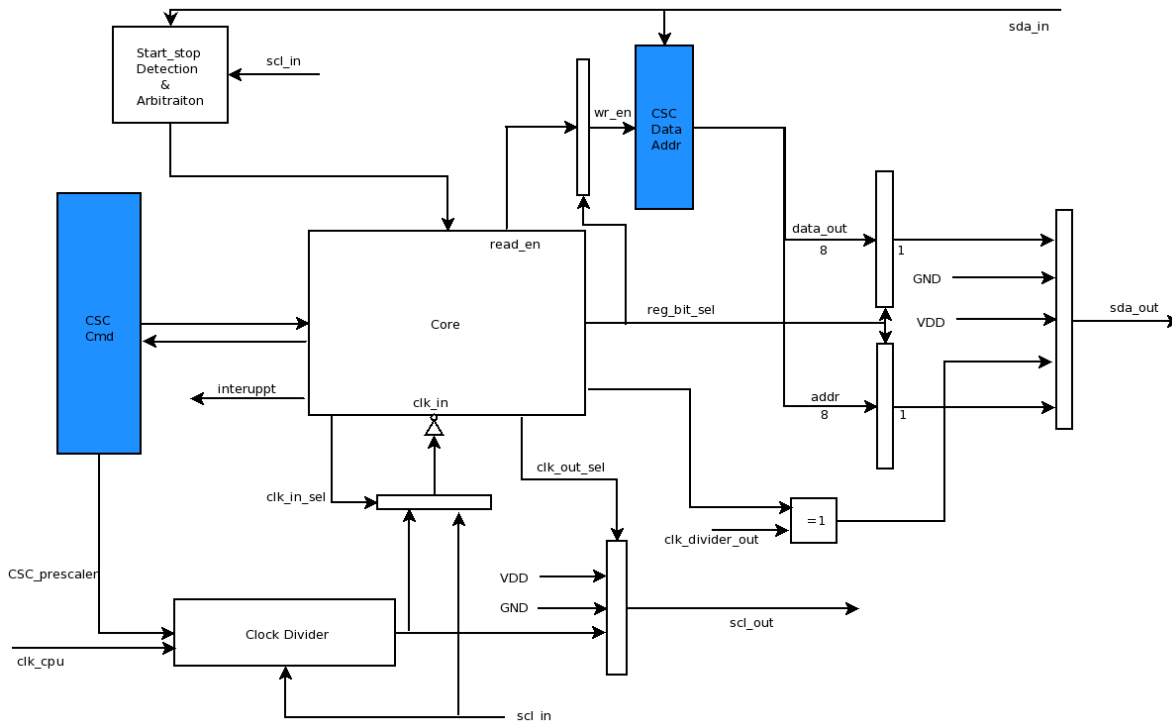 sda_in
Start_stop
Detection
&
Arbitraiton
scl_in
wr_en
CSC
Data
Addr
read_en
data_out
8
1
GND
CSC
Cmd
Core
reg_bit_sel
VDD
sda_out
interuppt
clk_in
addr
8
1
clk_in_sel
clk_out_sel
=1
clk_divider_out
CSC_prescaler
VDD
GND
scl_out
Clock Divider
clk_cpu
scl_in